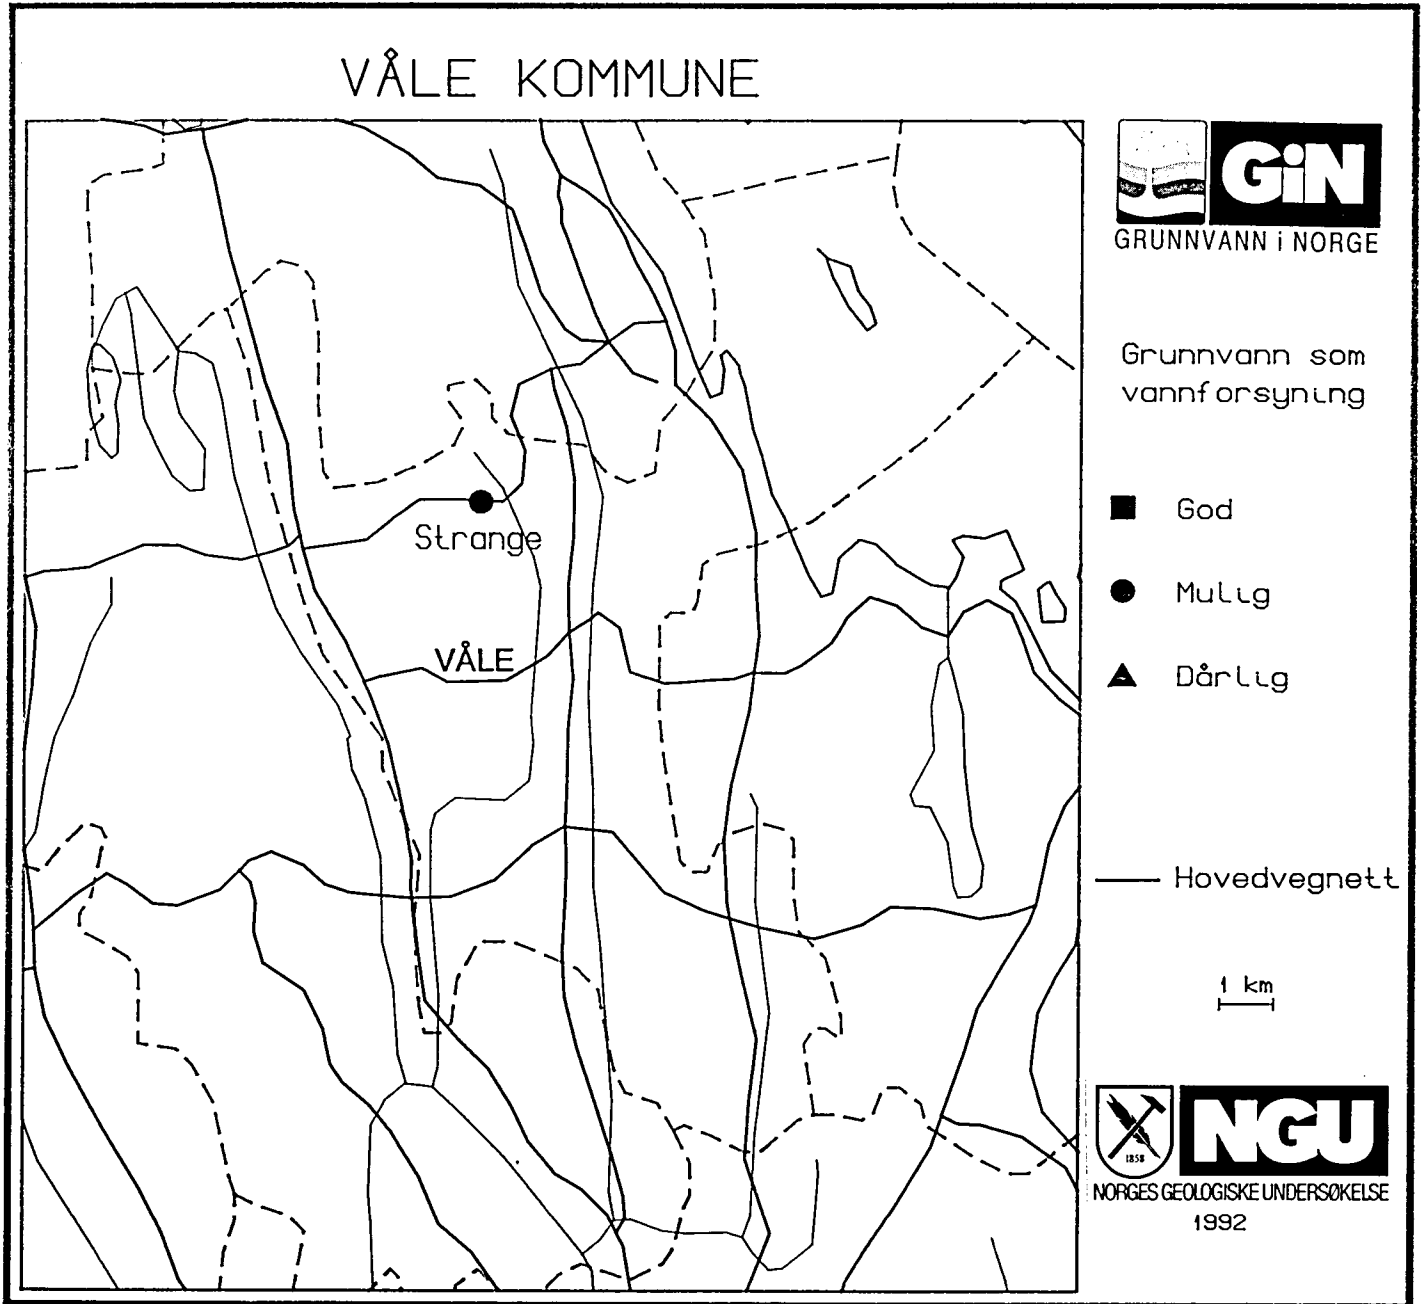 VÅLE KOMMUNE
GiN
GRUNNVANN i NORGE
Grunnvann som
vannforsyning
God
Mulig
Dårlig
Hovedvegnett
1 km
Strange
VÅLE
1858
NGU
NORGES GEOLOGISKE UNDERSØKELSE
1992